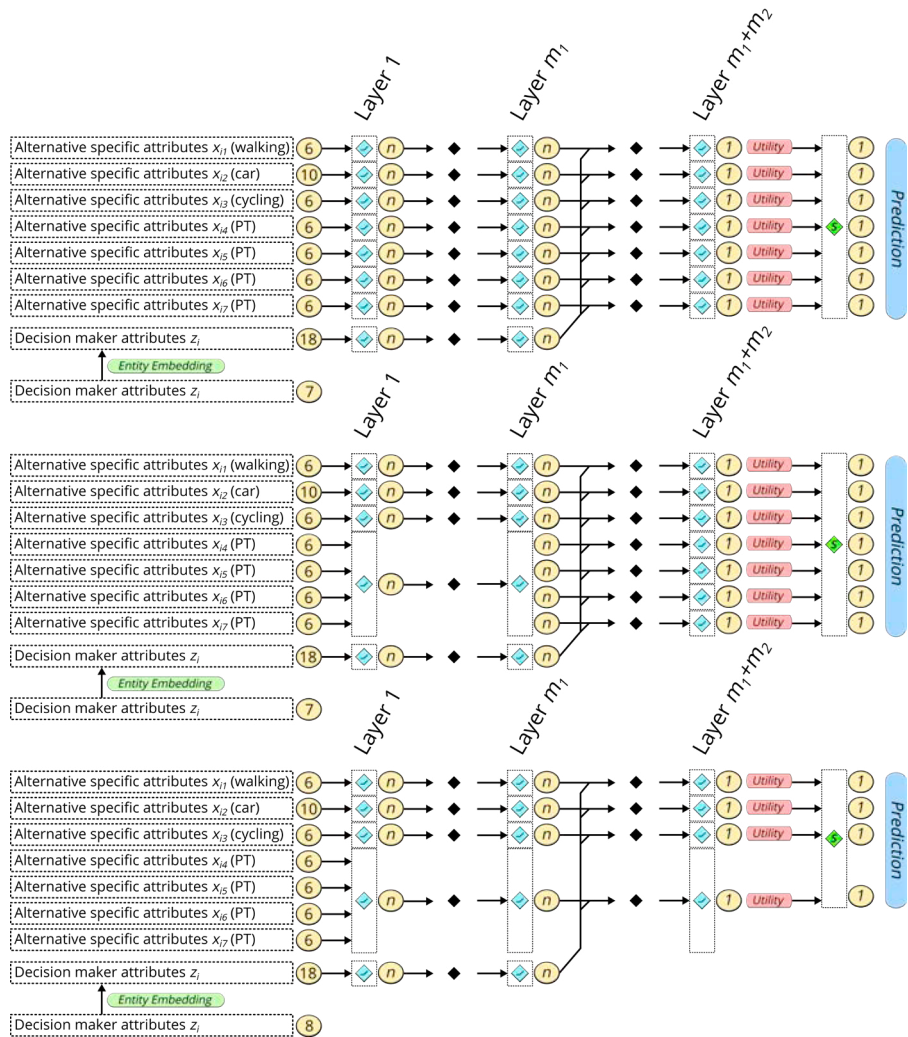 Layer 1 Layer m1 Layer m1+m2
Alternative specific attributes xi1 (walking) 6 n n 1 Utility 1
Alternative specific attributes xi2 (car) 10 n n 1 Utility 1
Alternative specific attributes xi3 (cycling) 6 n n 1 Utility 1
Alternative specific attributes xi4 (PT) 6 n n 1 Utility S 1
Alternative specific attributes xi5 (PT) 6 n n 1 Utility 1
Alternative specific attributes xi6 (PT) 6 n n 1 Utility 1
Alternative specific attributes xi7 (PT) 6 n n 1 Utility 1
Prediction
Decision maker attributes zi 18 n n
Entity Embedding
Decision maker attributes zi 7
Layer 1 Layer m1 Layer m1+m2
Alternative specific attributes xi1 (walking) 6 n n 1 Utility 1
Alternative specific attributes xi2 (car) 10 n n 1 Utility 1
Alternative specific attributes xi3 (cycling) 6 n n 1 Utility 1
Alternative specific attributes xi4 (PT) 6 n 1 Utility S 1
Alternative specific attributes xi5 (PT) 6 n n 1 Utility 1
Alternative specific attributes xi6 (PT) 6 n 1 Utility 1
Alternative specific attributes xi7 (PT) 6 n 1 Utility 1
Prediction
Decision maker attributes zi 18 n n
Entity Embedding
Decision maker attributes zi 7
Layer 1 Layer m1 Layer m1+m2
Alternative specific attributes xi1 (walking) 6 n n 1 Utility 1
Alternative specific attributes xi2 (car) 10 n n 1 Utility 1
Alternative specific attributes xi3 (cycling) 6 n n 1 Utility S 1
Alternative specific attributes xi4 (PT) 6
Alternative specific attributes xi5 (PT) 6 n n 1 Utility 1
Alternative specific attributes xi6 (PT) 6
Alternative specific attributes xi7 (PT) 6
Prediction
Decision maker attributes zi 18 n n
Entity Embedding
Decision maker attributes zi 8